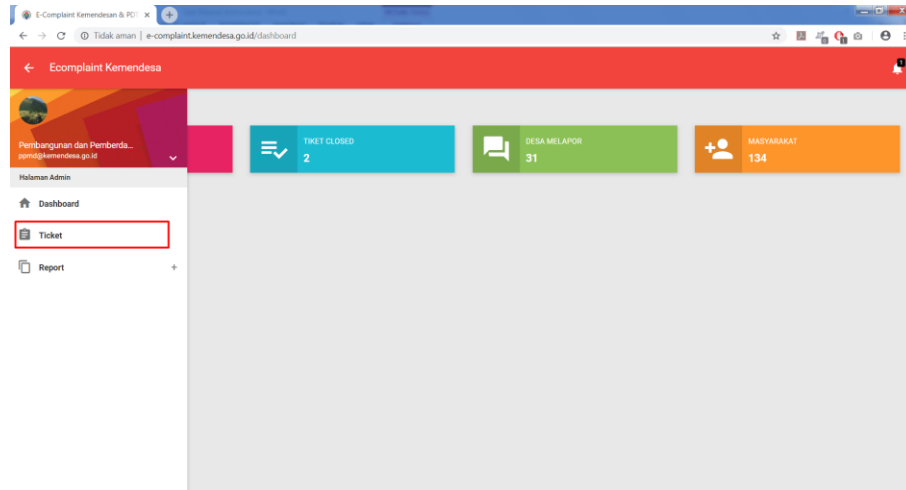 E-Complaint Kemendesan & PDT
Tidak aman | e-complaint.kemendesa.go.id/dashboard
Ecomplaint Kemendesa
1
Pembangunan dan Pemberda...
ppmd@kemendesa.go.id
Halaman Admin
Dashboard
Ticket
Report +
TIKET CLOSED
2
DESA MELAPOR
31
MASYARAKAT
134